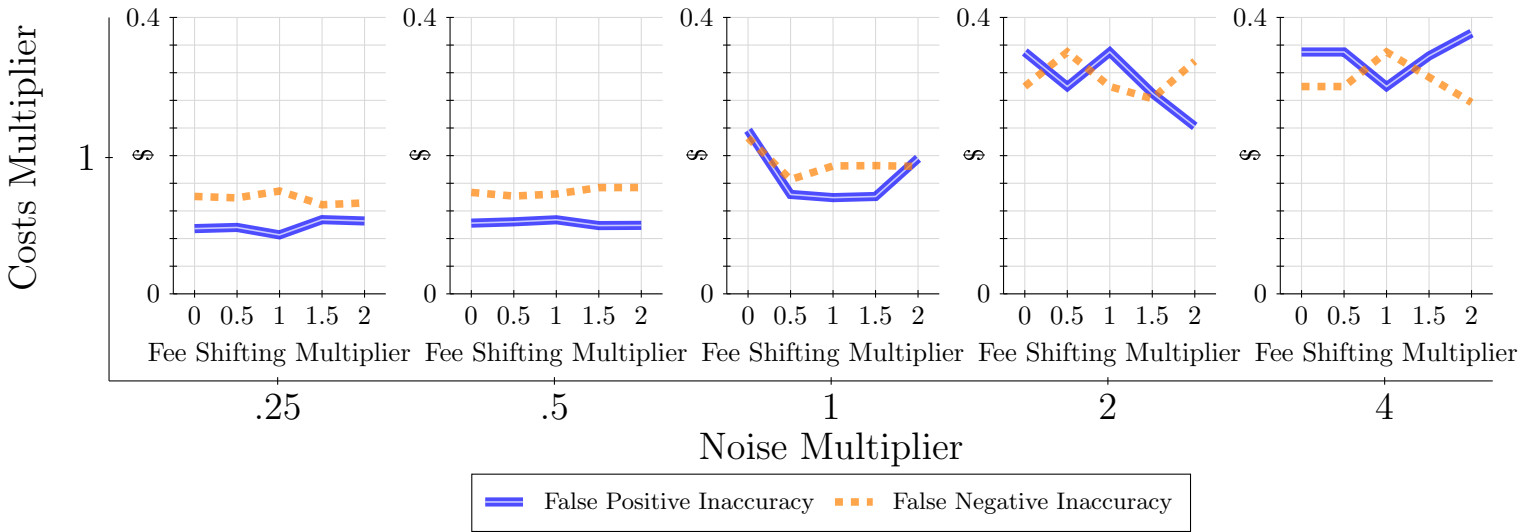 Costs Multiplier
1
0.4
$
0
0 0.5 1 1.5 2
Fee Shifting Multiplier
0.4
$
0
0 0.5 1 1.5 2
Fee Shifting Multiplier
0.4
$
0
0 0.5 1 1.5 2
Fee Shifting Multiplier
0.4
$
0
0 0.5 1 1.5 2
Fee Shifting Multiplier
0.4
$
0
0 0.5 1 1.5 2
Fee Shifting Multiplier
.25 .5 1 2 4
Noise Multiplier
False Positive Inaccuracy False Negative Inaccuracy